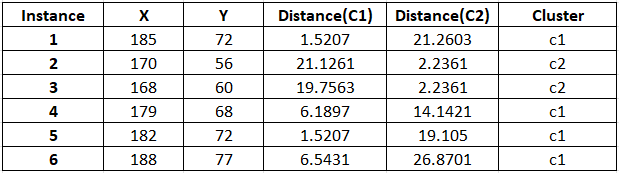 Instance X Y Distance(C1) Distance(C2) Cluster
1 185 72 1.5207 21.2603 c1
2 170 56 21.1261 2.2361 c2
3 168 60 19.7563 2.2361 c2
4 179 68 6.1897 14.1421 c1
5 182 72 1.5207 19.105 c1
6 188 77 6.5431 26.8701 c1